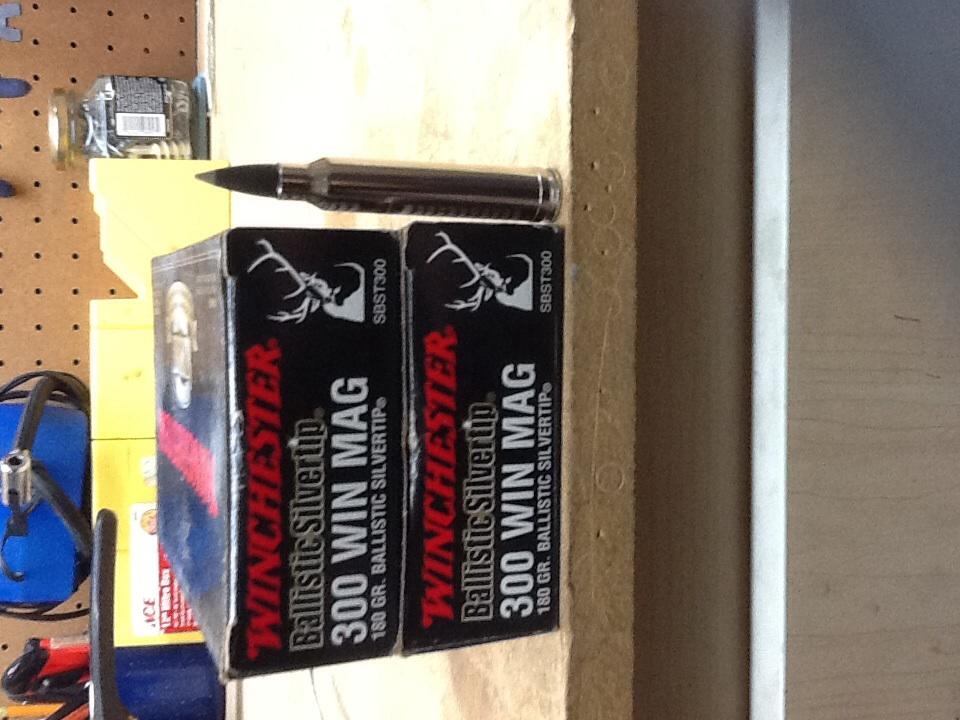 WINCHESTER
Ballistic Silvertip
300 WIN MAG
180 GR. BALLISTIC SILVERTIP®
SBST300
WINCHESTER
Ballistic Silvertip
300 WIN MAG
180 GR. BALLISTIC SILVERTIP®
SBST300
ACE